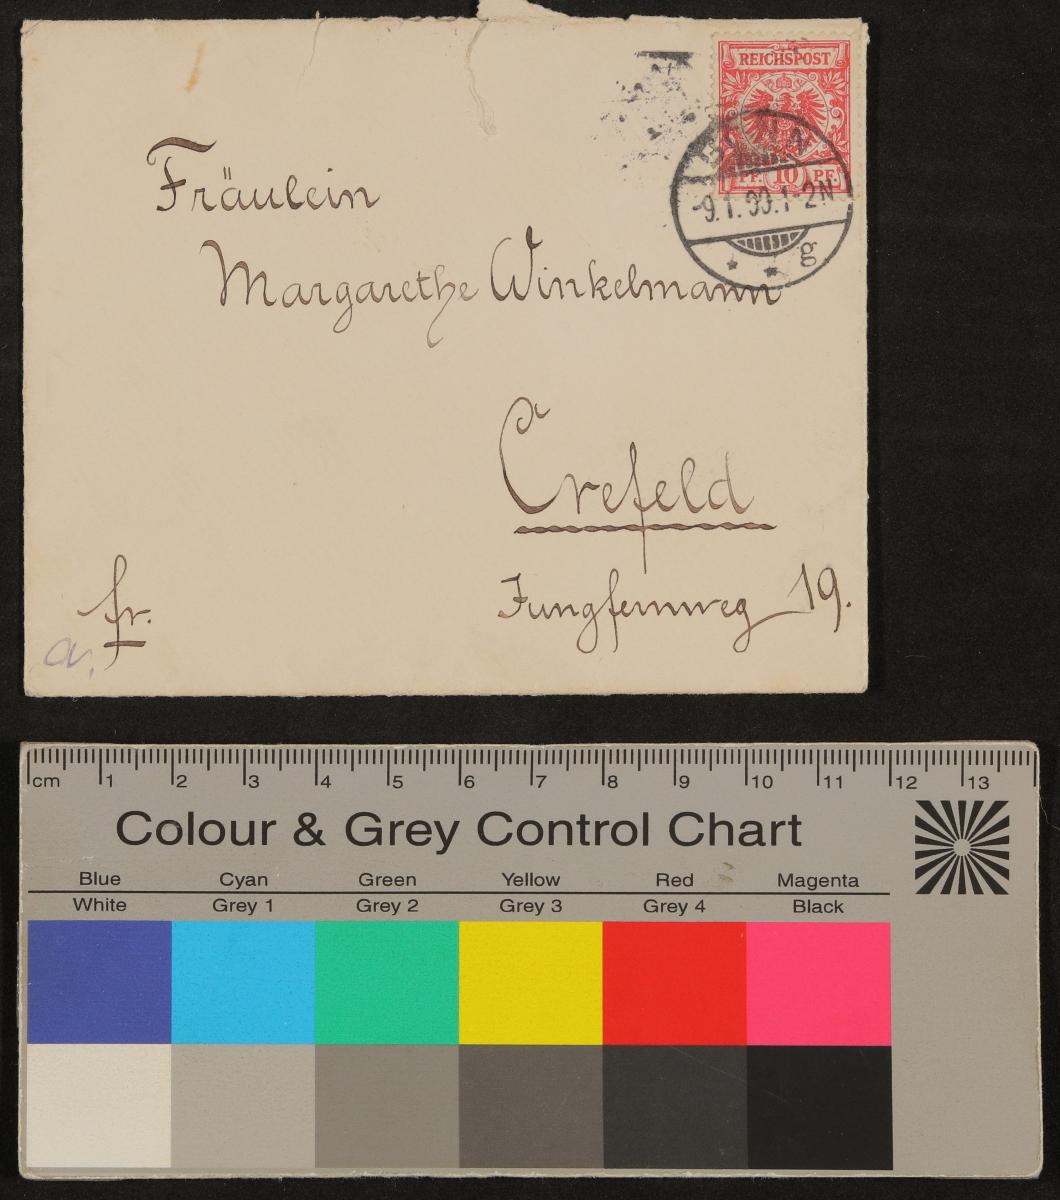 REICHSPOST
PF. 10 PF.
-9.1.99.1-2N
g
Fräulein
Margarethe Winkelmann
Crefeld
Jungfernweg 19.
fr.
cm 1 2 3 4 5 6 7 8 9 10 11 12 13
Colour & Grey Control Chart
Blue Cyan Green Yellow Red Magenta
White Grey 1 Grey 2 Grey 3 Grey 4 Black